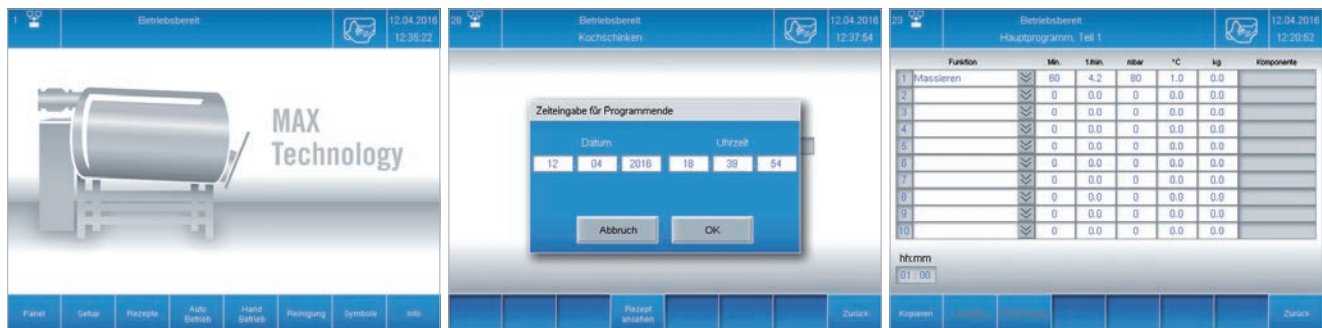 1
Betriebsbereit
12.04.2016
12:35:22
MAX
Technology
Panel
Setup
Rezepte
Auto
Betrieb
Hand
Betrieb
Reinigung
Symbole
Info
28
Betriebsbereit
Kochschinken
12.04.2016
12:37:54
Zeiteingabe für Programmende
Datum Uhrzeit
12 04 2016 18 39 54
Abbruch OK
Rezept
ansehen
Zurück
23
Betriebsbereit
Hauptprogramm, Teil 1
12.04.2016
12:20:52
Funktion Min. 1/min. mbar °C kg Komponente
1 Massieren 60 4.2 80 1.0 0.0
2 0 0.0 0 0.0 0.0
3 0 0.0 0 0.0 0.0
4 0 0.0 0 0.0 0.0
5 0 0.0 0 0.0 0.0
6 0 0.0 0 0.0 0.0
7 0 0.0 0 0.0 0.0
8 0 0.0 0 0.0 0.0
9 0 0.0 0 0.0 0.0
10 0 0.0 0 0.0 0.0
hh:mm
01 : 00
Kopieren
Zurück